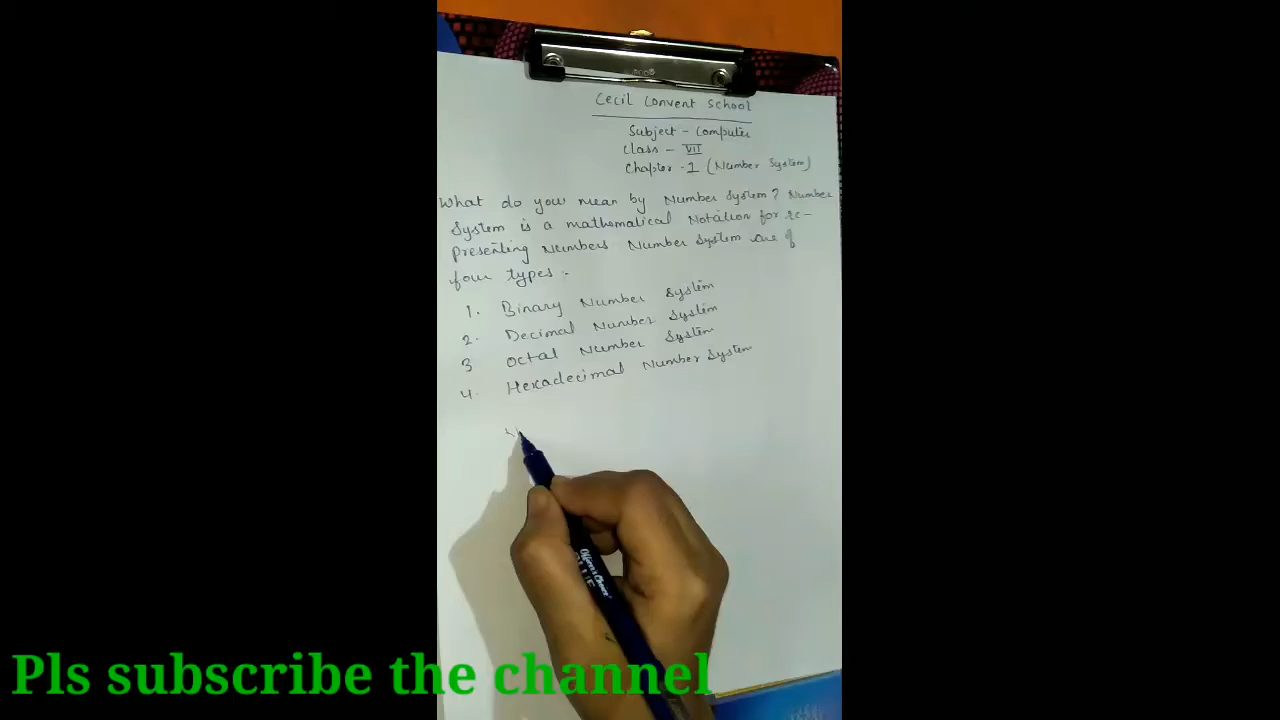 Cecil Convent School
Subject - Computer
Class - VII
Chapter - 1 (Number System)
What do you mean by Number System? Number
System is a mathematical Notation for re-
presenting Numbers Number System are of
four types :-
1. Binary Number System
2. Decimal Number System
3 Octal Number System
4. Hexadecimal Number System
Pls subscribe the channel